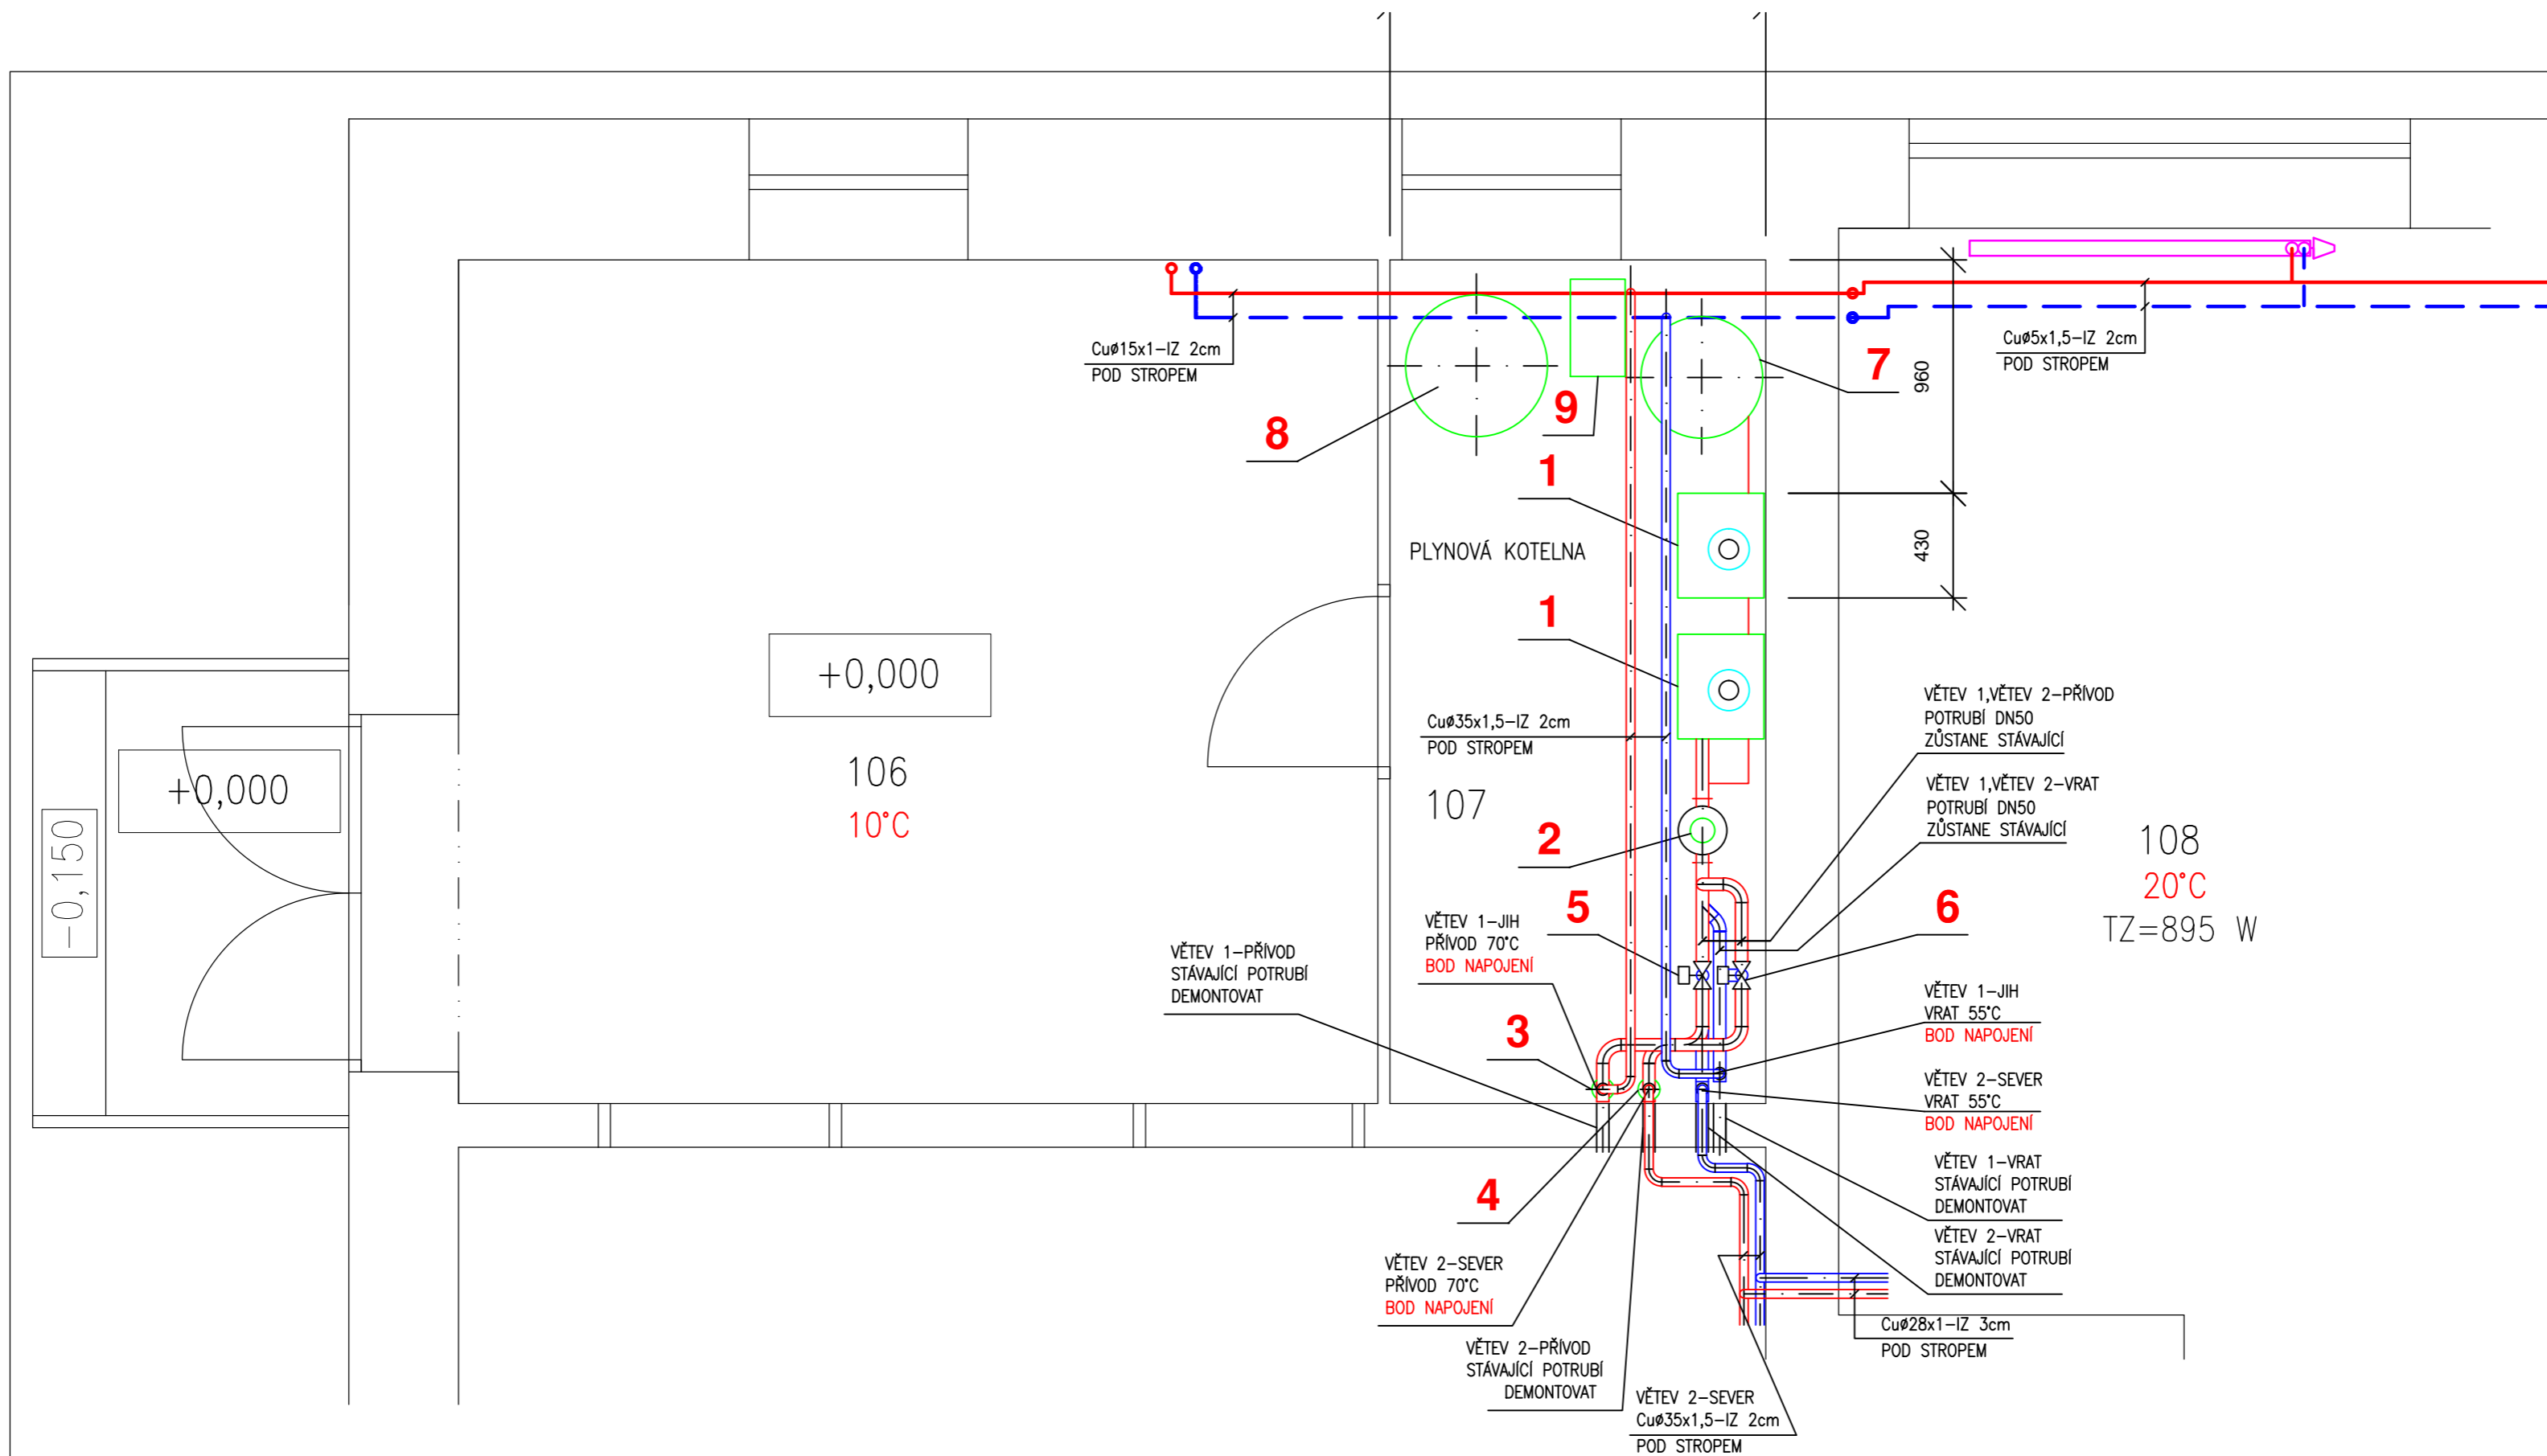 CuØ15x1-IZ 2cm
POD STROPEM
8
9
7
CuØ5x1,5-IZ 2cm
POD STROPEM
960
430
1
PLYNOVÁ KOTELNA
1
+0,000
106
10°C
+0,000
-0,150
CuØ35x1,5-IZ 2cm
POD STROPEM
107
2
VĚTEV 1,VĚTEV 2-PŘÍVOD
POTRUBÍ DN50
ZŮSTANE STÁVAJÍCÍ
VĚTEV 1,VĚTEV 2-VRAT
POTRUBÍ DN50
ZŮSTANE STÁVAJÍCÍ
108
20°C
TZ=895 W
5
6
VĚTEV 1-JIH
PŘÍVOD 70°C
BOD NAPOJENÍ
VĚTEV 1-PŘÍVOD
STÁVAJÍCÍ POTRUBÍ
DEMONTOVAT
3
VĚTEV 1-JIH
VRAT 55°C
BOD NAPOJENÍ
VĚTEV 2-SEVER
VRAT 55°C
BOD NAPOJENÍ
4
VĚTEV 1-VRAT
STÁVAJÍCÍ POTRUBÍ
DEMONTOVAT
VĚTEV 2-VRAT
STÁVAJÍCÍ POTRUBÍ
DEMONTOVAT
VĚTEV 2-SEVER
PŘÍVOD 70°C
BOD NAPOJENÍ
VĚTEV 2-PŘÍVOD
STÁVAJÍCÍ POTRUBÍ
DEMONTOVAT
CuØ28x1-IZ 3cm
POD STROPEM
VĚTEV 2-SEVER
CuØ35x1,5-IZ 2cm
POD STROPEM